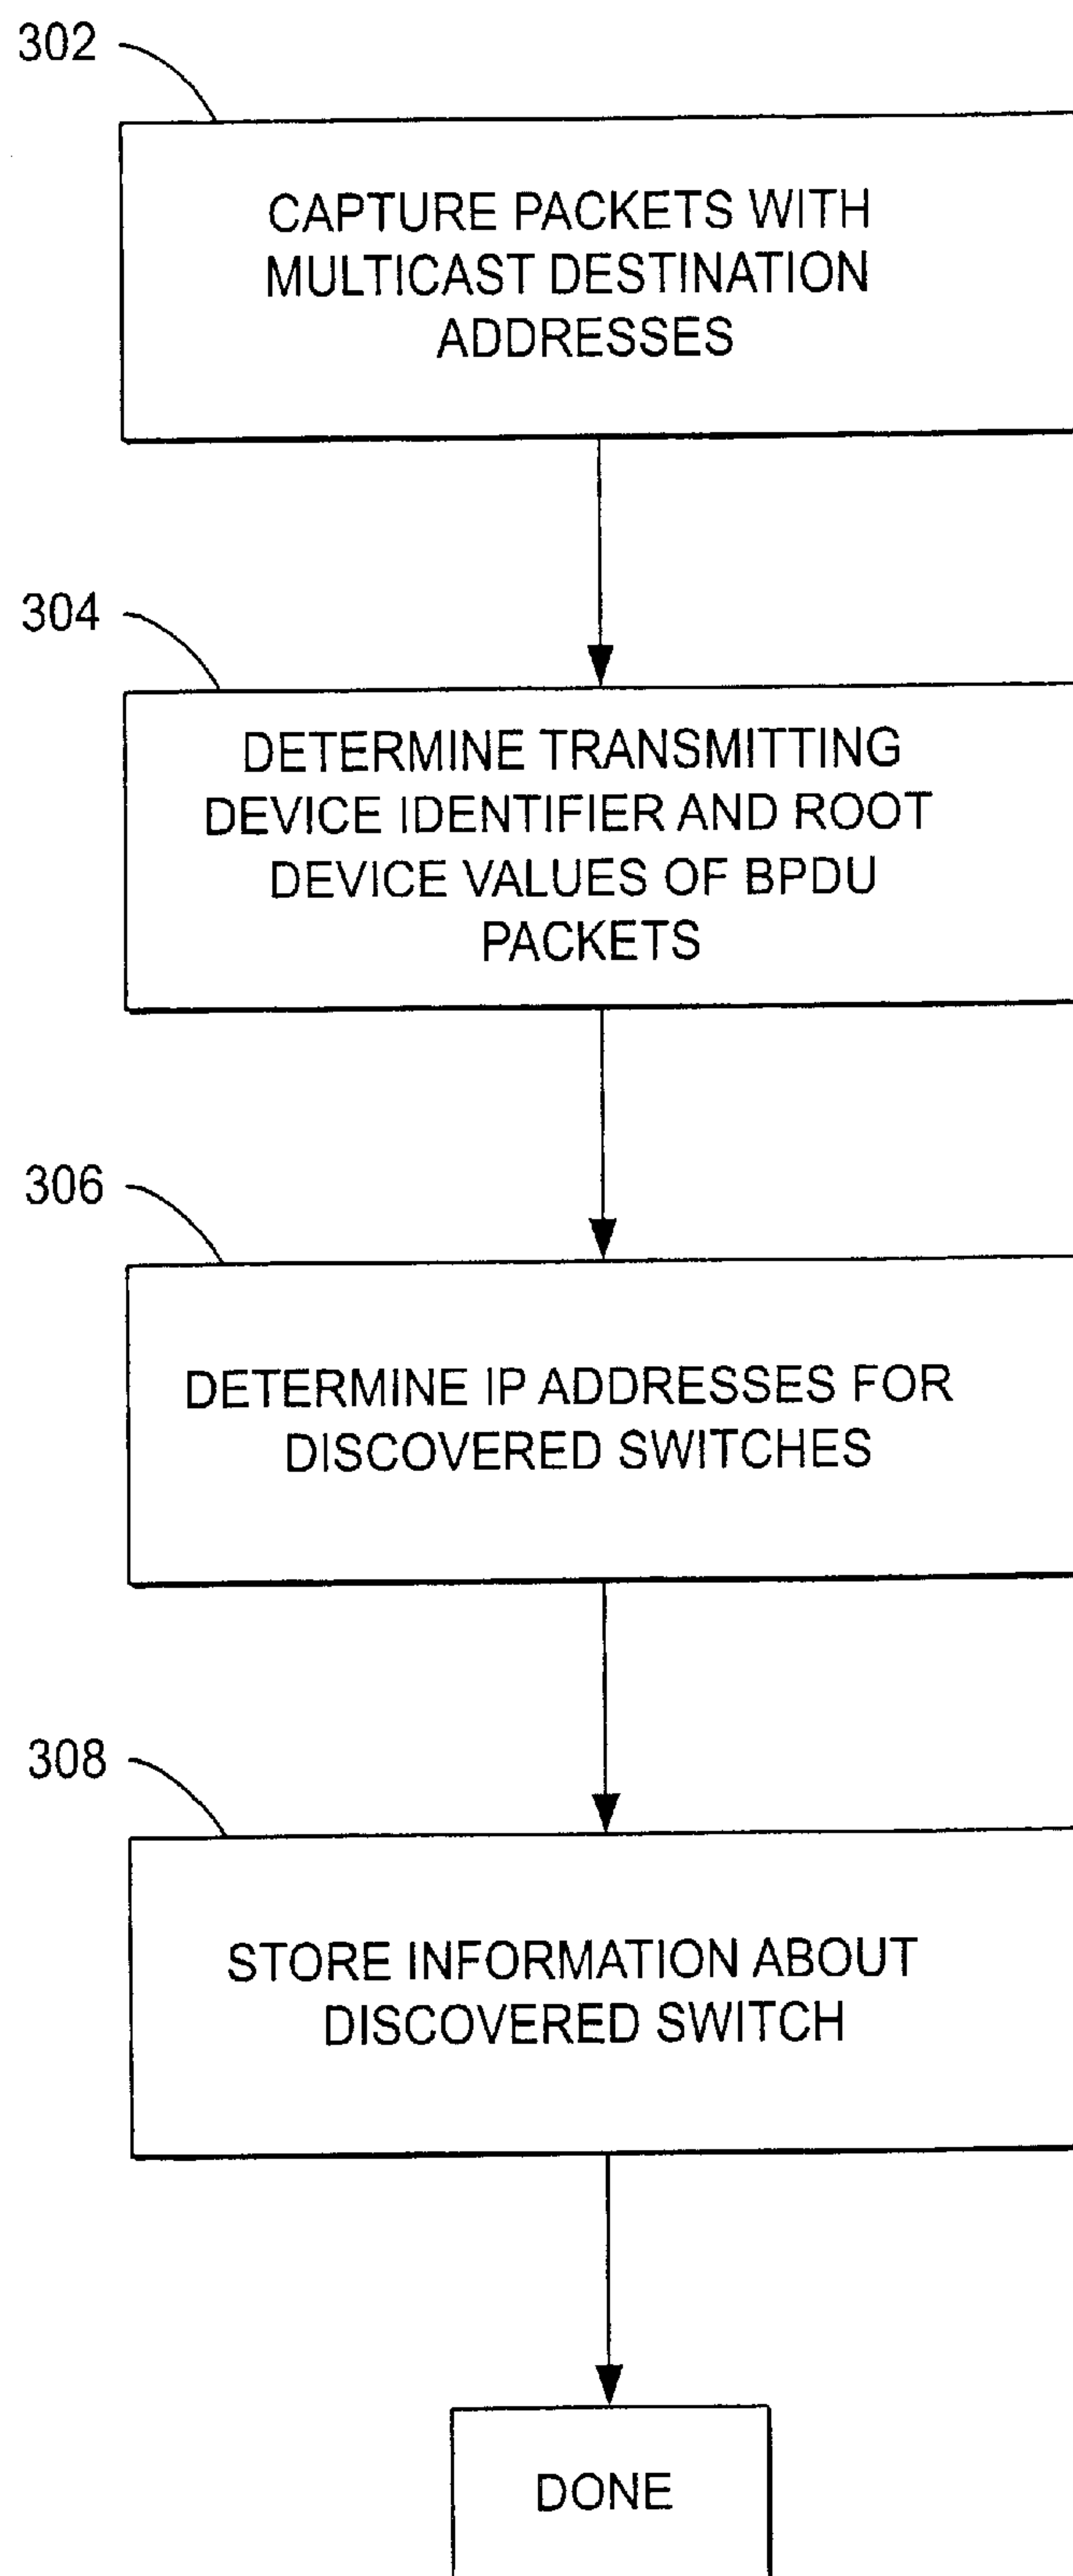 302
CAPTURE PACKETS WITH
MULTICAST DESTINATION
ADDRESSES
304
DETERMINE TRANSMITTING
DEVICE IDENTIFIER AND ROOT
DEVICE VALUES OF BPDU
PACKETS
306
DETERMINE IP ADDRESSES FOR
DISCOVERED SWITCHES
308
STORE INFORMATION ABOUT
DISCOVERED SWITCH
DONE